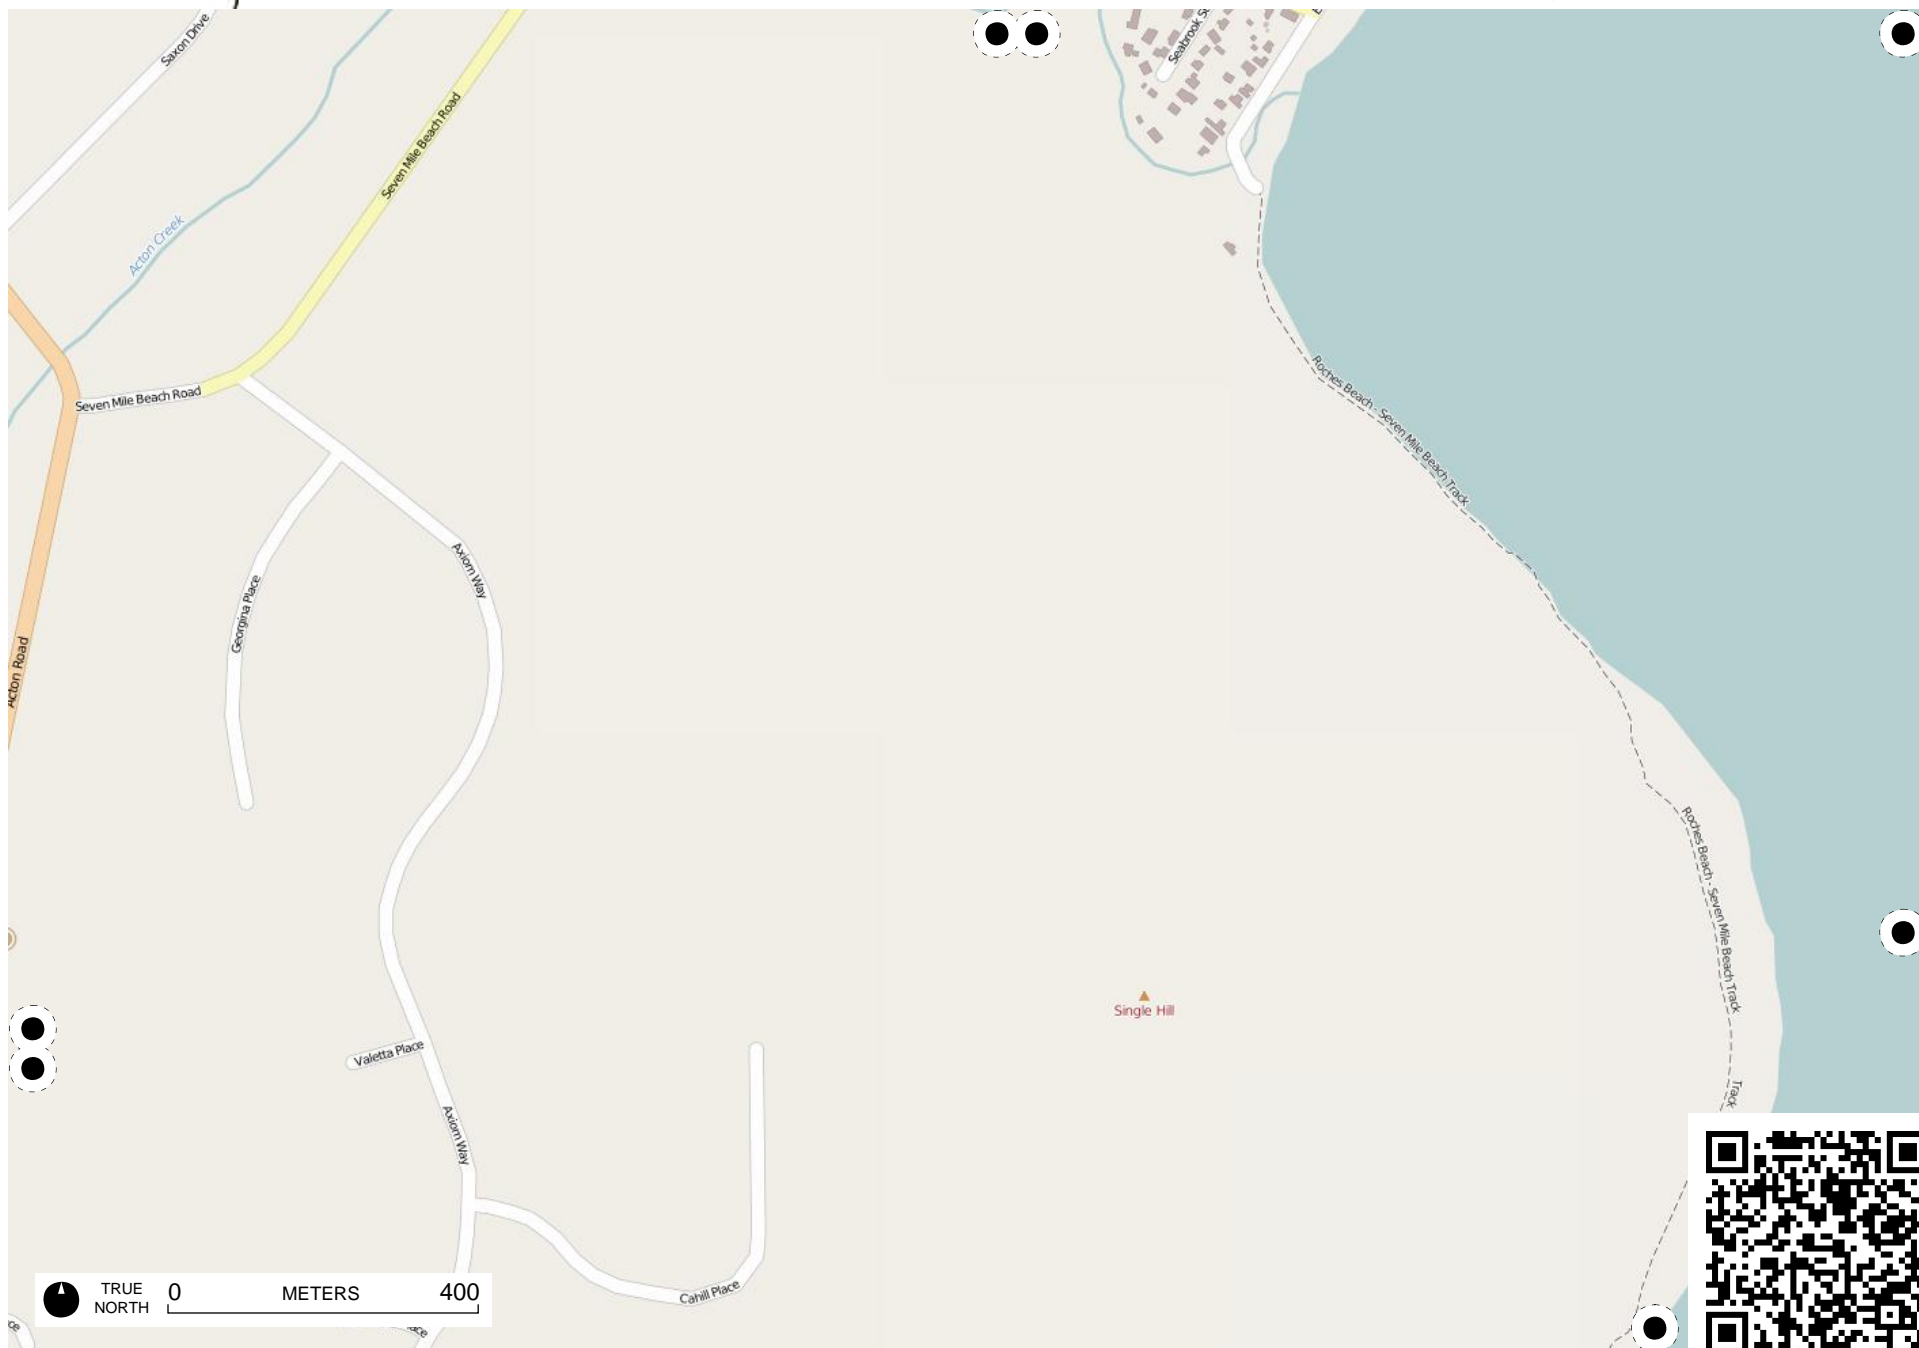 Saxon Drive
Seabrook
Seven Mile Beach Road
Acton Creek
Seven Mile Beach Road
Roches Beach - Seven Mile Beach Track
Axiom Way
Georgina Place
Acton Road
Roches Beach - Seven Mile Beach Track
Single Hill
Valetta Place
Track
Axiom Way
Cahill Place
TRUE
NORTH
0 METERS 400